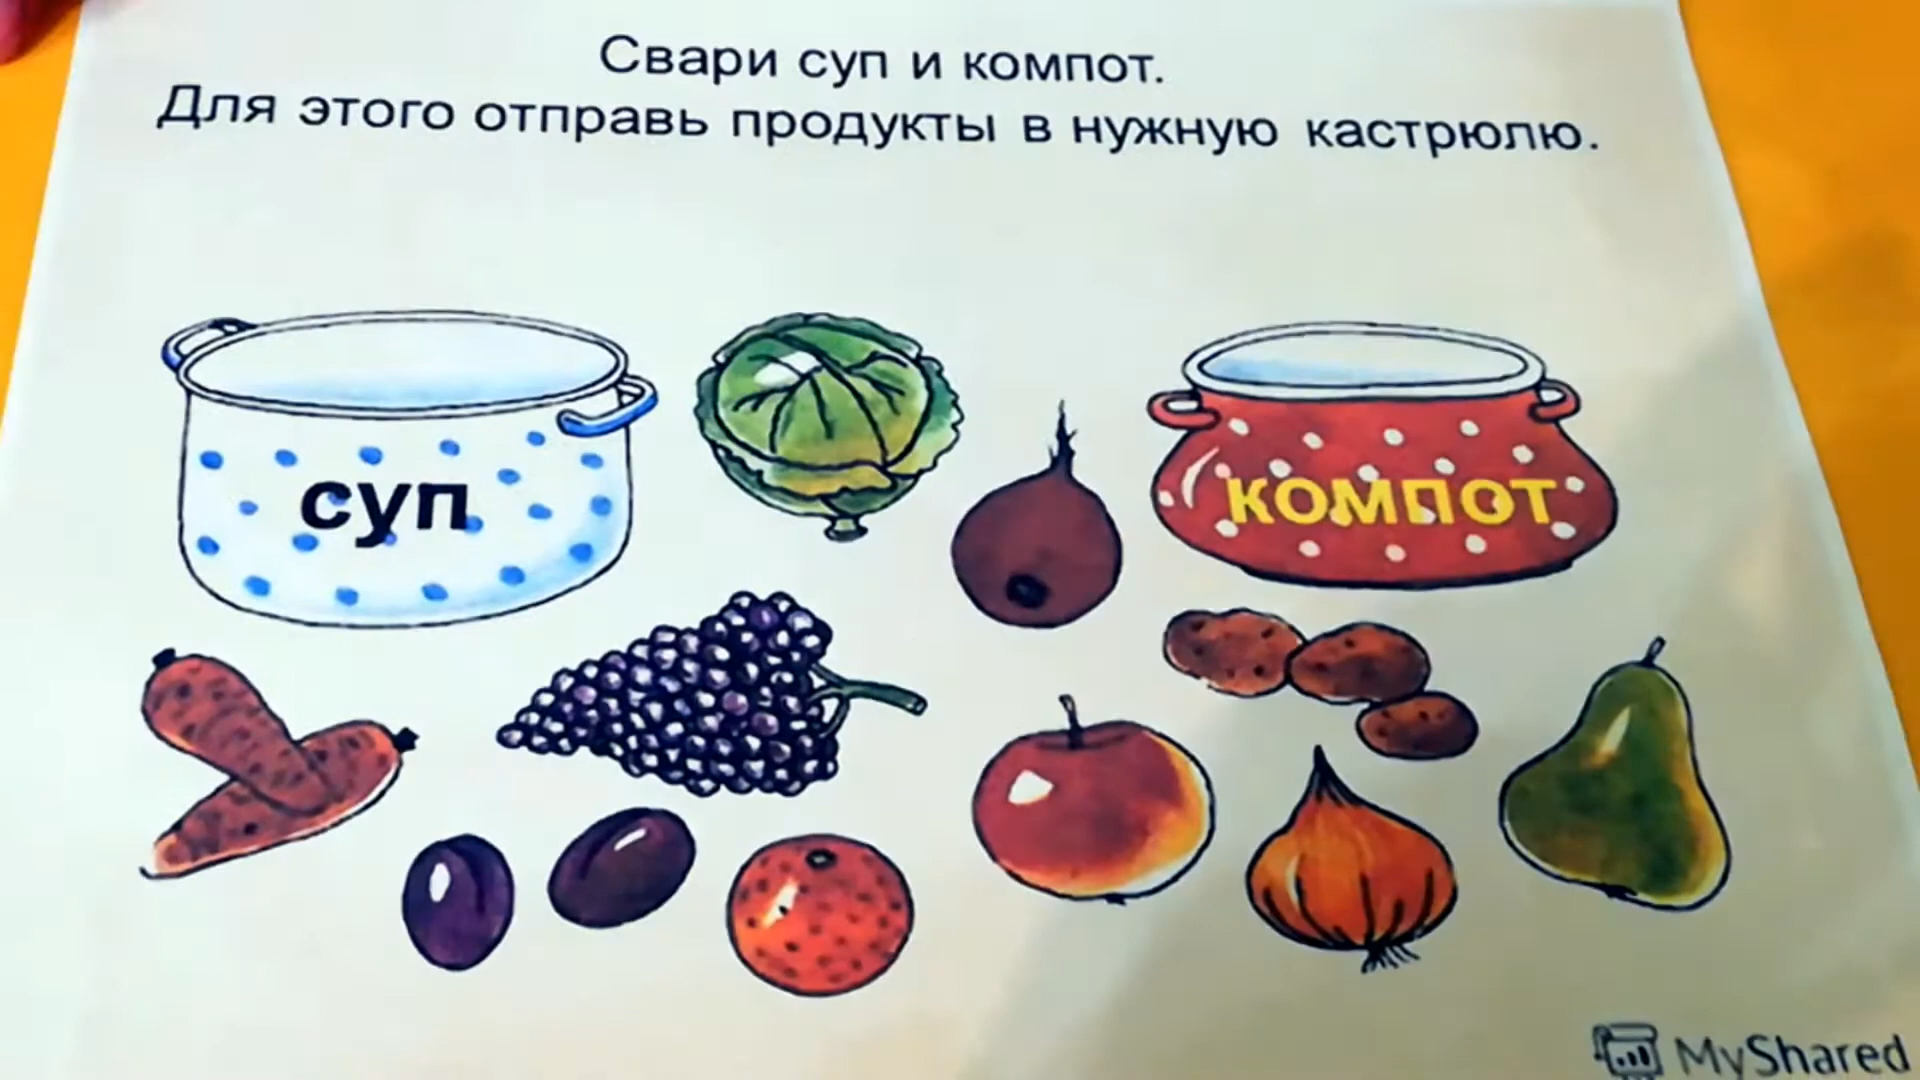 Свари суп и компот.
Для этого отправь продукты в нужную кастрюлю.
суп
компот
MyShared